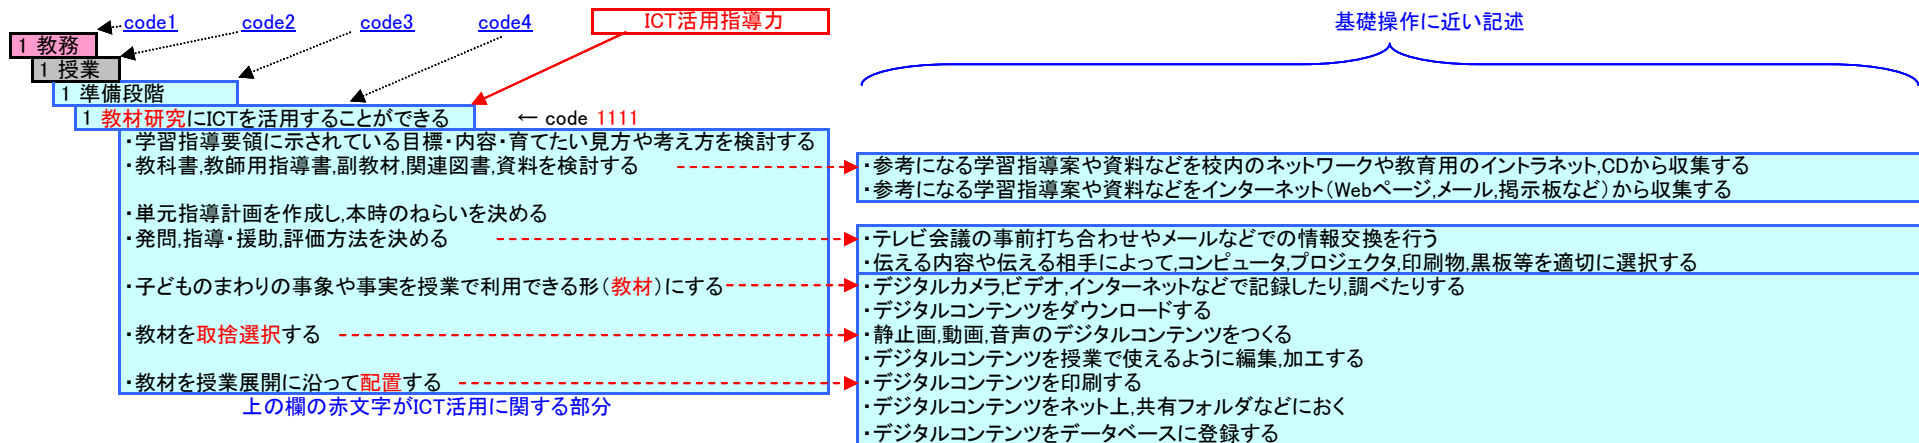 code1 code2 code3 code4 ICT活用指導力 基礎操作に近い記述
1 教務
1 授業
1 準備段階
1 教材研究にICTを活用することができる ← code 1111
・学習指導要領に示されている目標・内容・育てたい見方や考え方を検討する
・教科書,教師用指導書,副教材,関連図書,資料を検討する
・参考になる学習指導案や資料などを校内のネットワークや教育用のイントラネット,CDから収集する
・参考になる学習指導案や資料などをインターネット(Webページ,メール,掲示板など)から収集する
・単元指導計画を作成し,本時のねらいを決める
・発問,指導・援助,評価方法を決める
・テレビ会議の事前打ち合わせやメールなどでの情報交換を行う
・伝える内容や伝える相手によって,コンピュータ,プロジェクタ,印刷物,黒板等を適切に選択する
・子どものまわりの事象や事実を授業で利用できる形(教材)にする
・デジタルカメラ,ビデオ,インターネットなどで記録したり,調べたりする
・デジタルコンテンツをダウンロードする
・教材を取捨選択する
・静止画,動画,音声のデジタルコンテンツをつくる
・デジタルコンテンツを授業で使えるように編集,加工する
・教材を授業展開に沿って配置する
・デジタルコンテンツを印刷する
上の欄の赤文字がICT活用に関する部分
・デジタルコンテンツをネット上,共有フォルダなどにおく
・デジタルコンテンツをデータベースに登録する